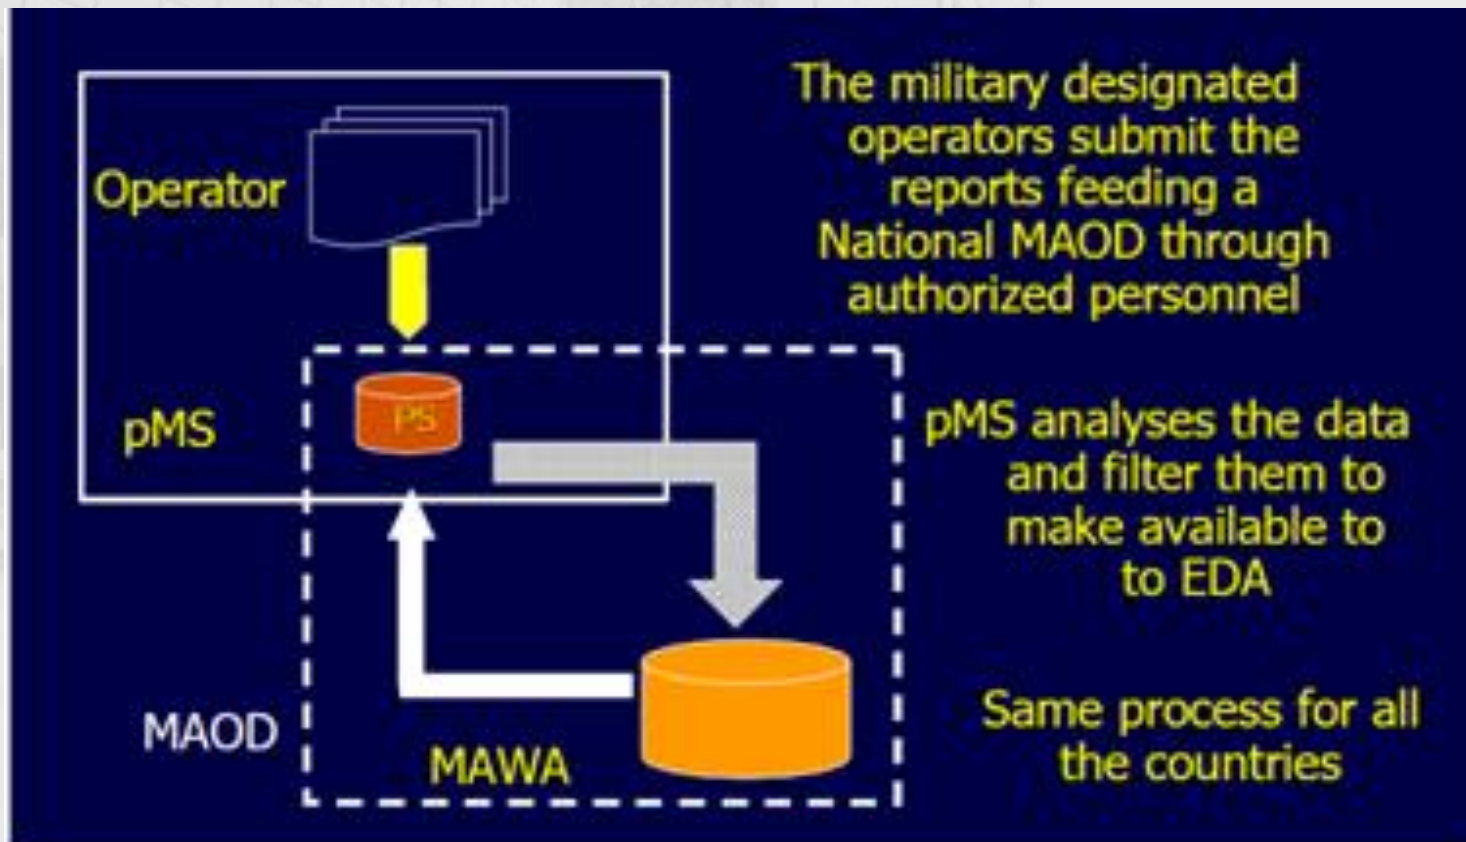 The military designated
operators submit the
reports feeding a
National MAOD through
authorized personnel
Operator
PS
pMS
pMS analyses the data
and filter them to
make available to
to EDA
MAOD
MAWA
Same process for all
the countries